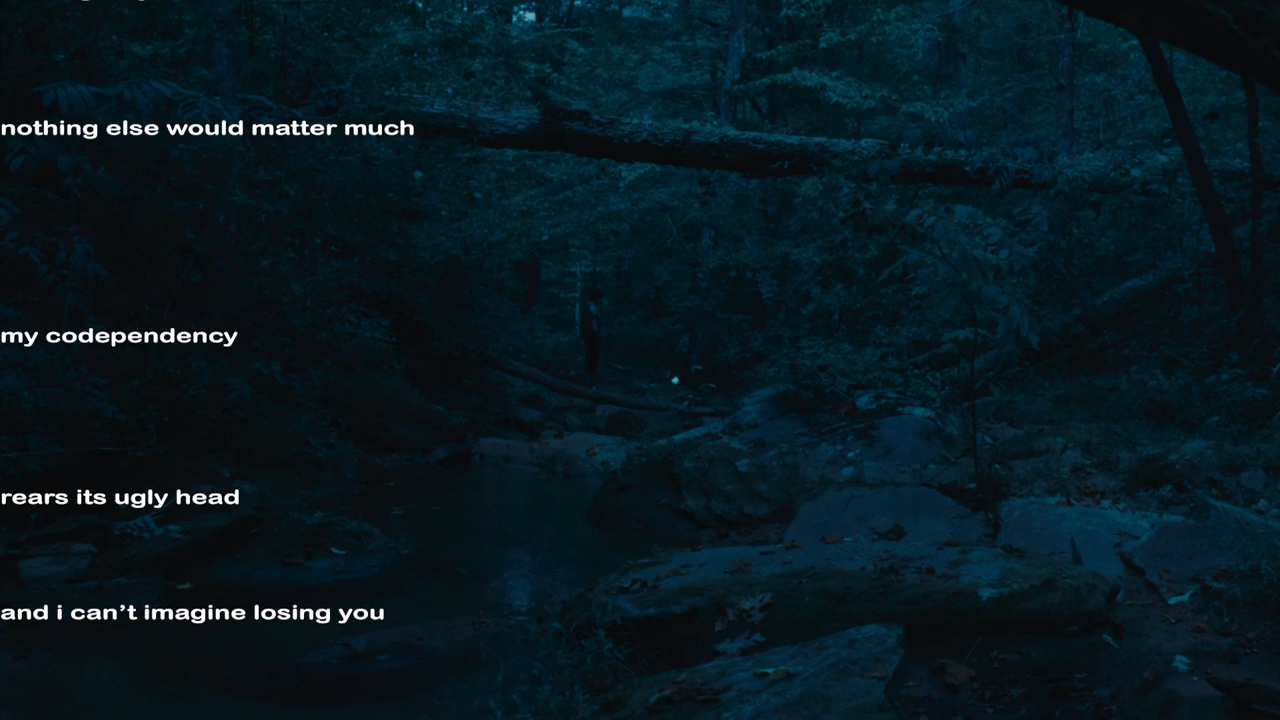 nothing else would matter much
my codependency
rears its ugly head
and i can’t imagine losing you